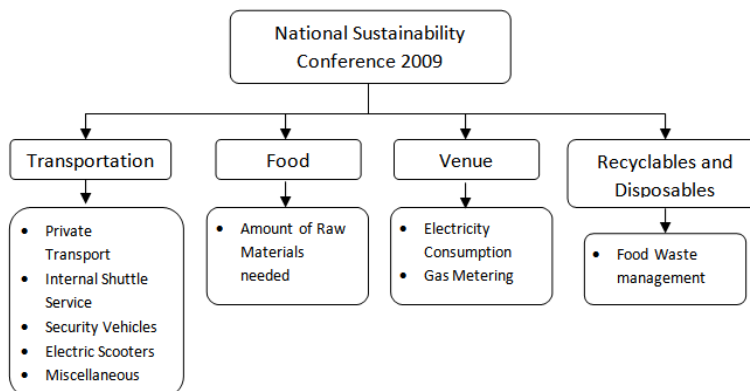 National Sustainability
Conference 2009
Transportation
Food
Venue
Recyclables and
Disposables
• Private
Transport
• Internal Shuttle
Service
• Security Vehicles
• Electric Scooters
• Miscellaneous
• Amount of Raw
Materials
needed
• Electricity
Consumption
• Gas Metering
• Food Waste
management